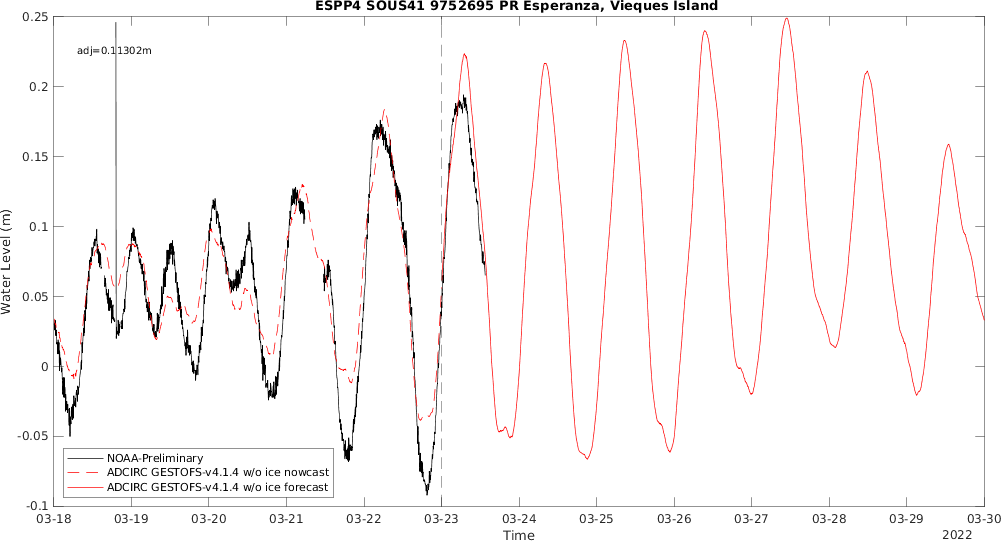 ESPP4 SOUS41 9752695 PR Esperanza, Vieques Island
0.25
adj=0.11302m
0.2
0.15
0.1
0.05
0
-0.05
-0.1
Water Level (m)
NOAA-Preliminary
ADCIRC GESTOFS-v4.1.4 w/o ice nowcast
ADCIRC GESTOFS-v4.1.4 w/o ice forecast
03-18 03-19 03-20 03-21 03-22 03-23 03-24 03-25 03-26 03-27 03-28 03-29 03-30
Time
2022